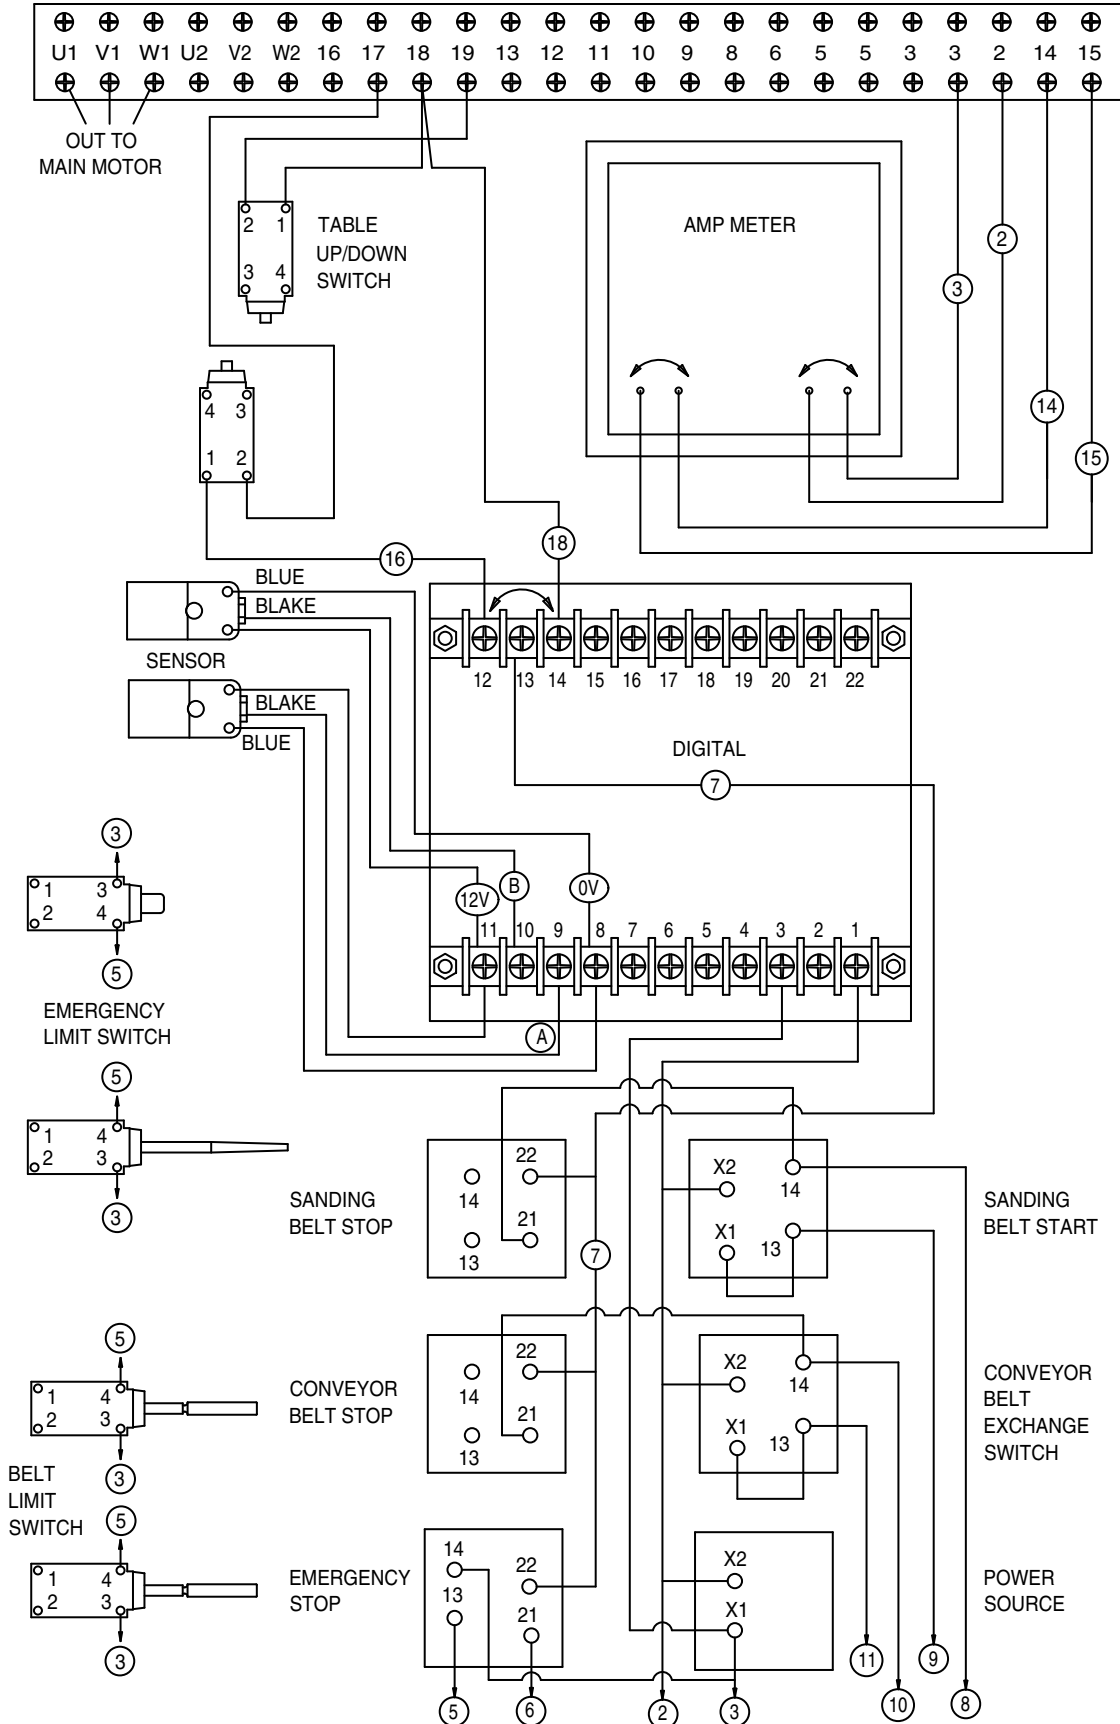 U1 V1 W1 U2 V2 W2 16 17 18 19 13 12 11 10 9 8 6 5 5 3 3 2 14 15
OUT TO
MAIN MOTOR
2 1
3 4
TABLE
UP/DOWN
SWITCH
AMP METER
2
3
14
15
4 3
1 2
16
18
BLUE
BLAKE
SENSOR
BLAKE
BLUE
12 13 14 15 16 17 18 19 20 21 22
DIGITAL
7
12V B 0V
11 10 9 8 7 6 5 4 3 2 1
A
3
1 3
2 4
5
EMERGENCY
LIMIT SWITCH
5
1 4
2 3
3
SANDING
BELT STOP
22
14
21
13
7
X2
14
X1
13
SANDING
BELT START
5
1 4
2 3
3
BELT
LIMIT
SWITCH
CONVEYOR
BELT STOP
22
14
21
13
X2
14
X1
13
CONVEYOR
BELT
EXCHANGE
SWITCH
5
1 4
2 3
3
EMERGENCY
STOP
14
22
13
21
X2
X1
POWER
SOURCE
5 6 2 3 11 10 9 8